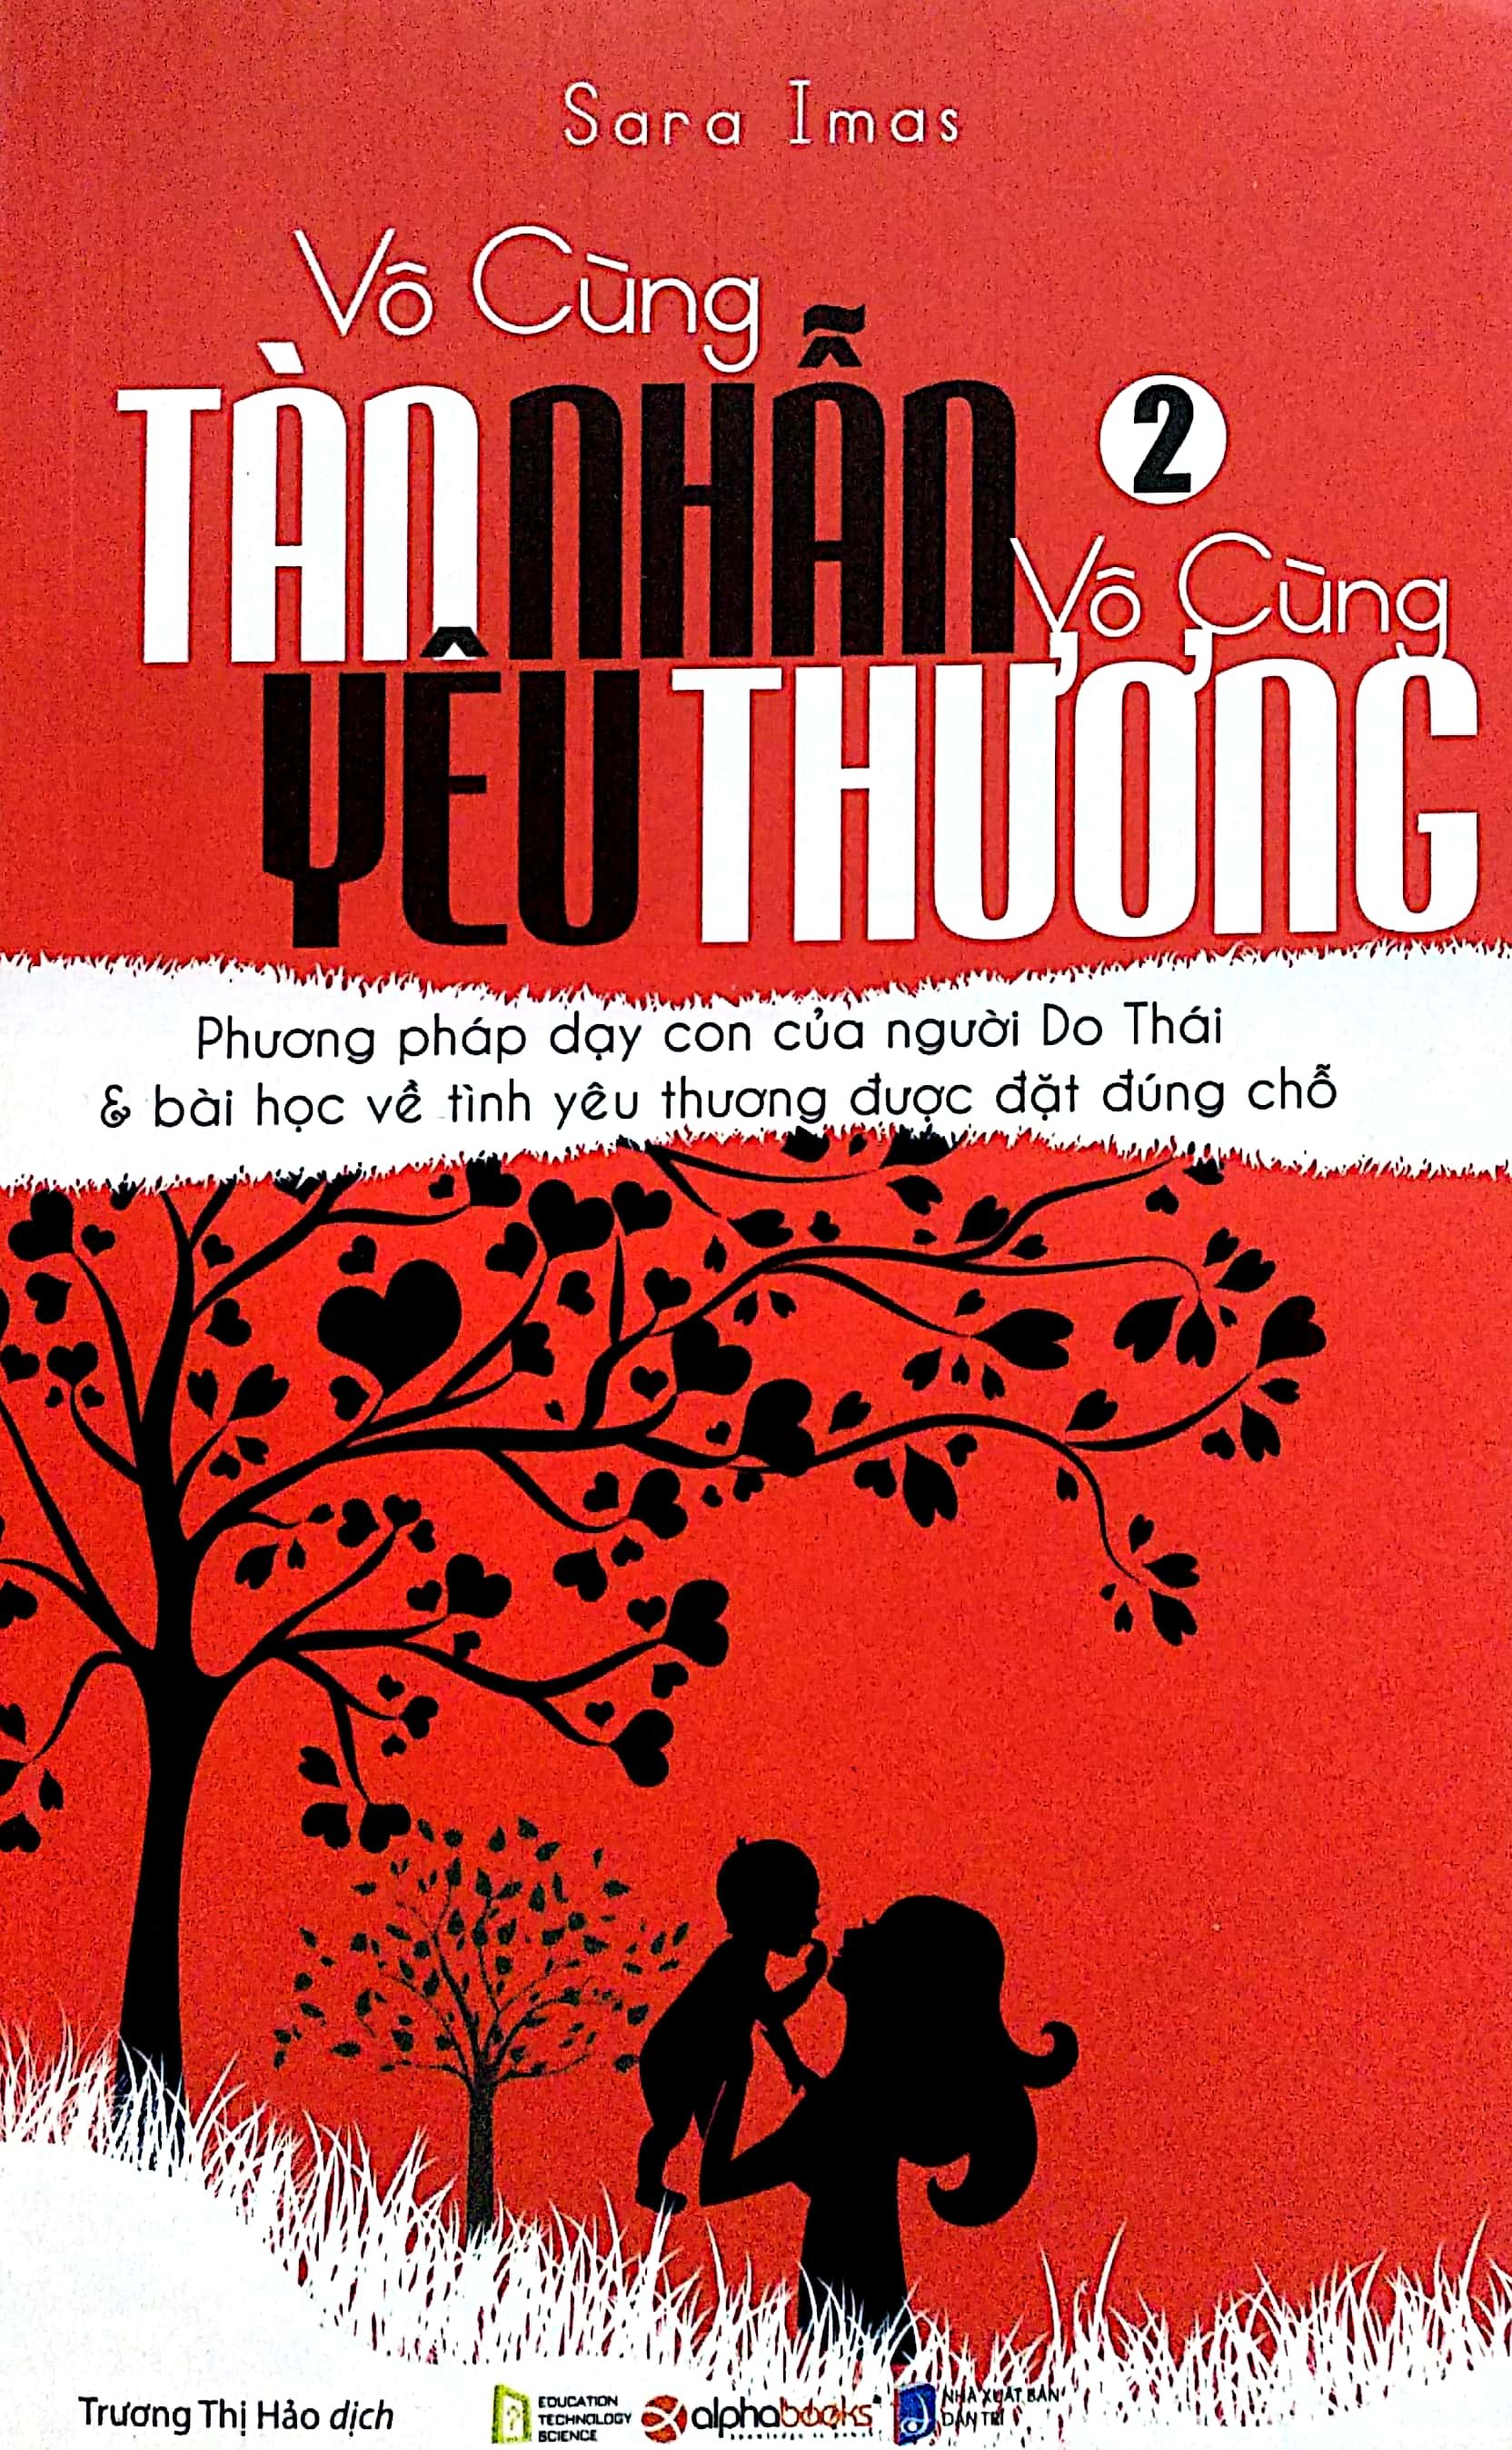 Sara Imas
Vô Cùng
TÀN NHẪN 2
Vô Cùng
YÊU THƯƠNG
Phương pháp dạy con của người Do Thái
& bài học về tình yêu thương được đặt đúng chỗ
Trương Thị Hảo dịch
EDUCATION
TECHNOLOGY
SCIENCE
alphabooks
NHÀ XUẤT BẢN
DÂN TRÍ